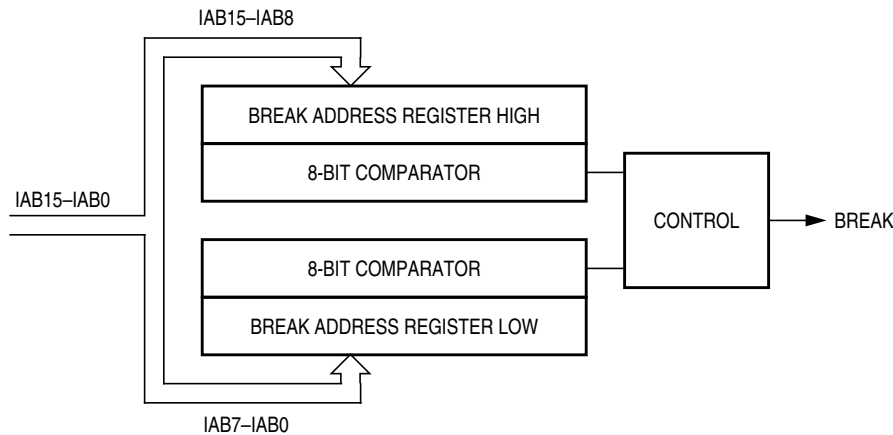 IAB15–IAB8
BREAK ADDRESS REGISTER HIGH
8-BIT COMPARATOR
IAB15–IAB0
CONTROL
BREAK
8-BIT COMPARATOR
BREAK ADDRESS REGISTER LOW
IAB7–IAB0